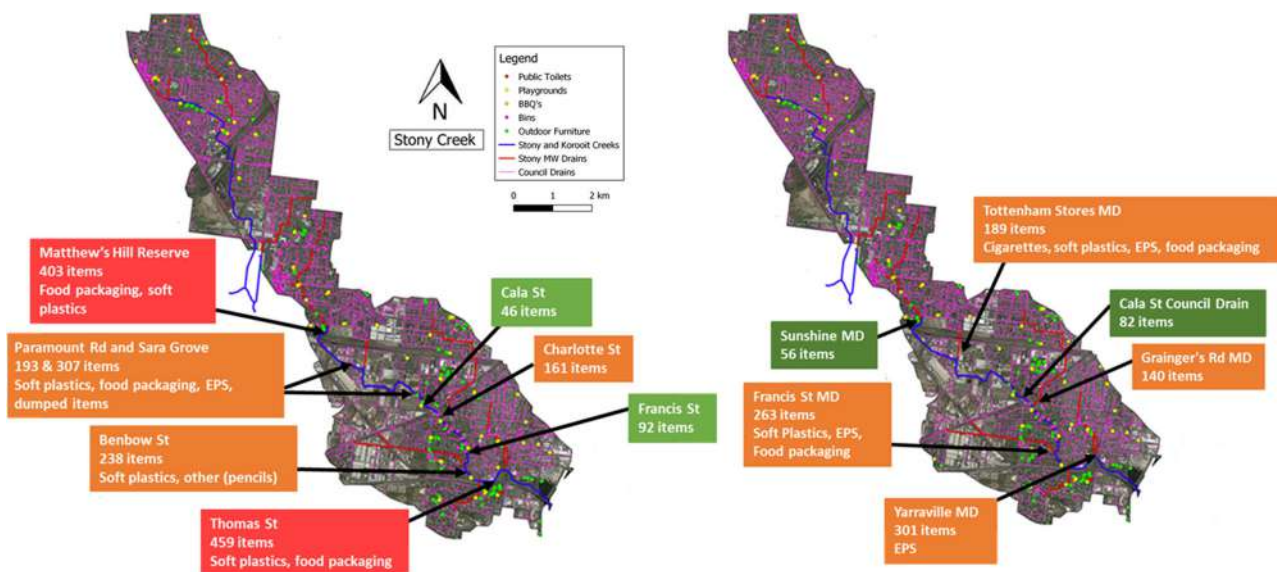 N
Stony Creek
Legend
Public Toilets
Playgrounds
BBQ's
Bins
Outdoor Furniture
Stony and Korooit Creeks
Stony MW Drains
Council Drains
0 1 2 km
Matthew's Hill Reserve
403 items
Food packaging, soft
plastics
Paramount Rd and Sara Grove
193 & 307 items
Soft plastics, food packaging, EPS,
dumped items
Benbow St
238 items
Soft plastics, other (pencils)
Thomas St
459 items
Soft plastics, food packaging
Cala St
46 items
Charlotte St
161 items
Francis St
92 items
Tottenham Stores MD
189 items
Cigarettes, soft plastics, EPS, food packaging
Sunshine MD
56 items
Cala St Council Drain
82 items
Grainger's Rd MD
140 items
Francis St MD
263 items
Soft Plastics, EPS,
Food packaging
Yarraville MD
301 items
EPS